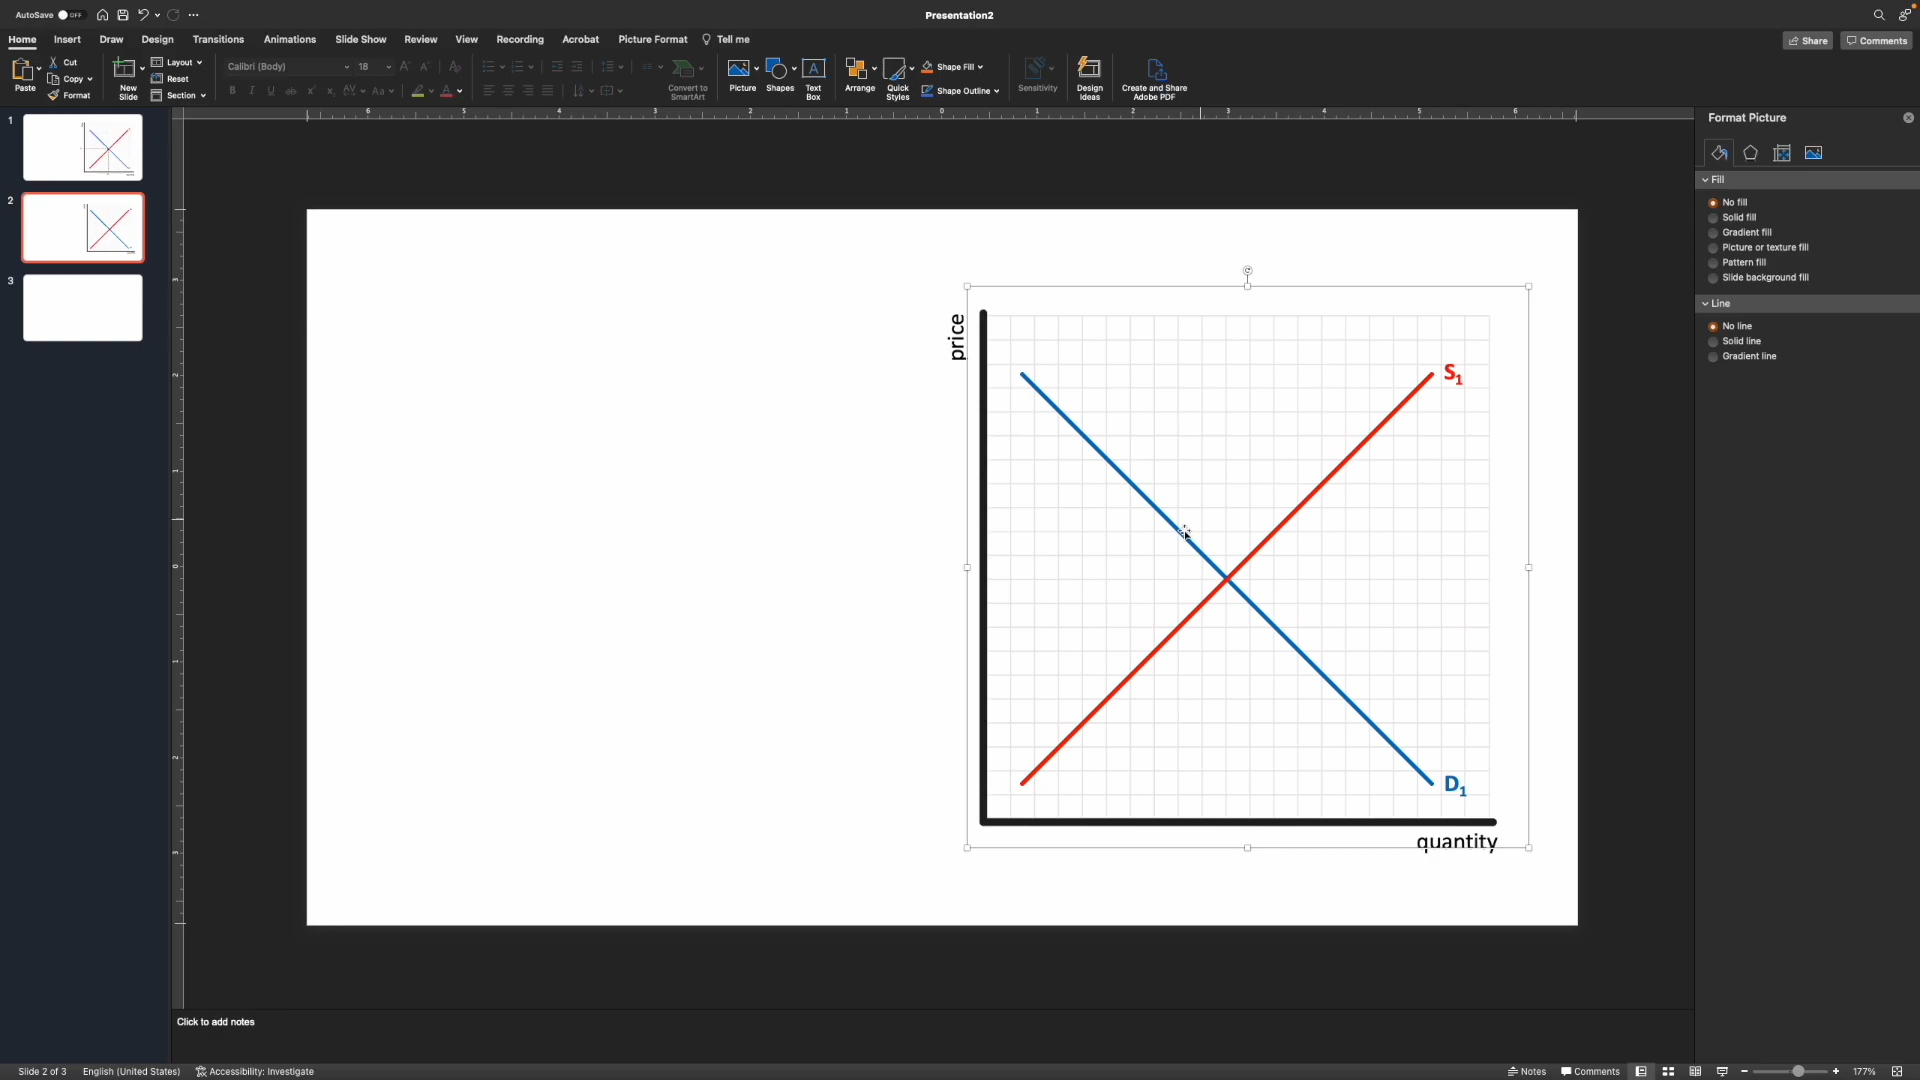 AutoSave OFF
Presentation2
Home Insert Draw Design Transitions Animations Slide Show Review View Recording Acrobat Picture Format Tell me
Share Comments
Paste
Cut
Copy
Format
New Slide
Layout
Reset
Section
Calibri (Body) 18
Convert to SmartArt
Picture
Shapes
Text Box
Arrange
Quick Styles
Shape Fill
Shape Outline
Sensitivity
Design Ideas
Create and Share Adobe PDF
1
2
3
Format Picture
Fill
No fill
Solid fill
Gradient fill
Picture or texture fill
Pattern fill
Slide background fill
Line
No line
Solid line
Gradient line
price
S1
D1
quantity
Click to add notes
Slide 2 of 3 English (United States) Accessibility: Investigate
Notes Comments 177%